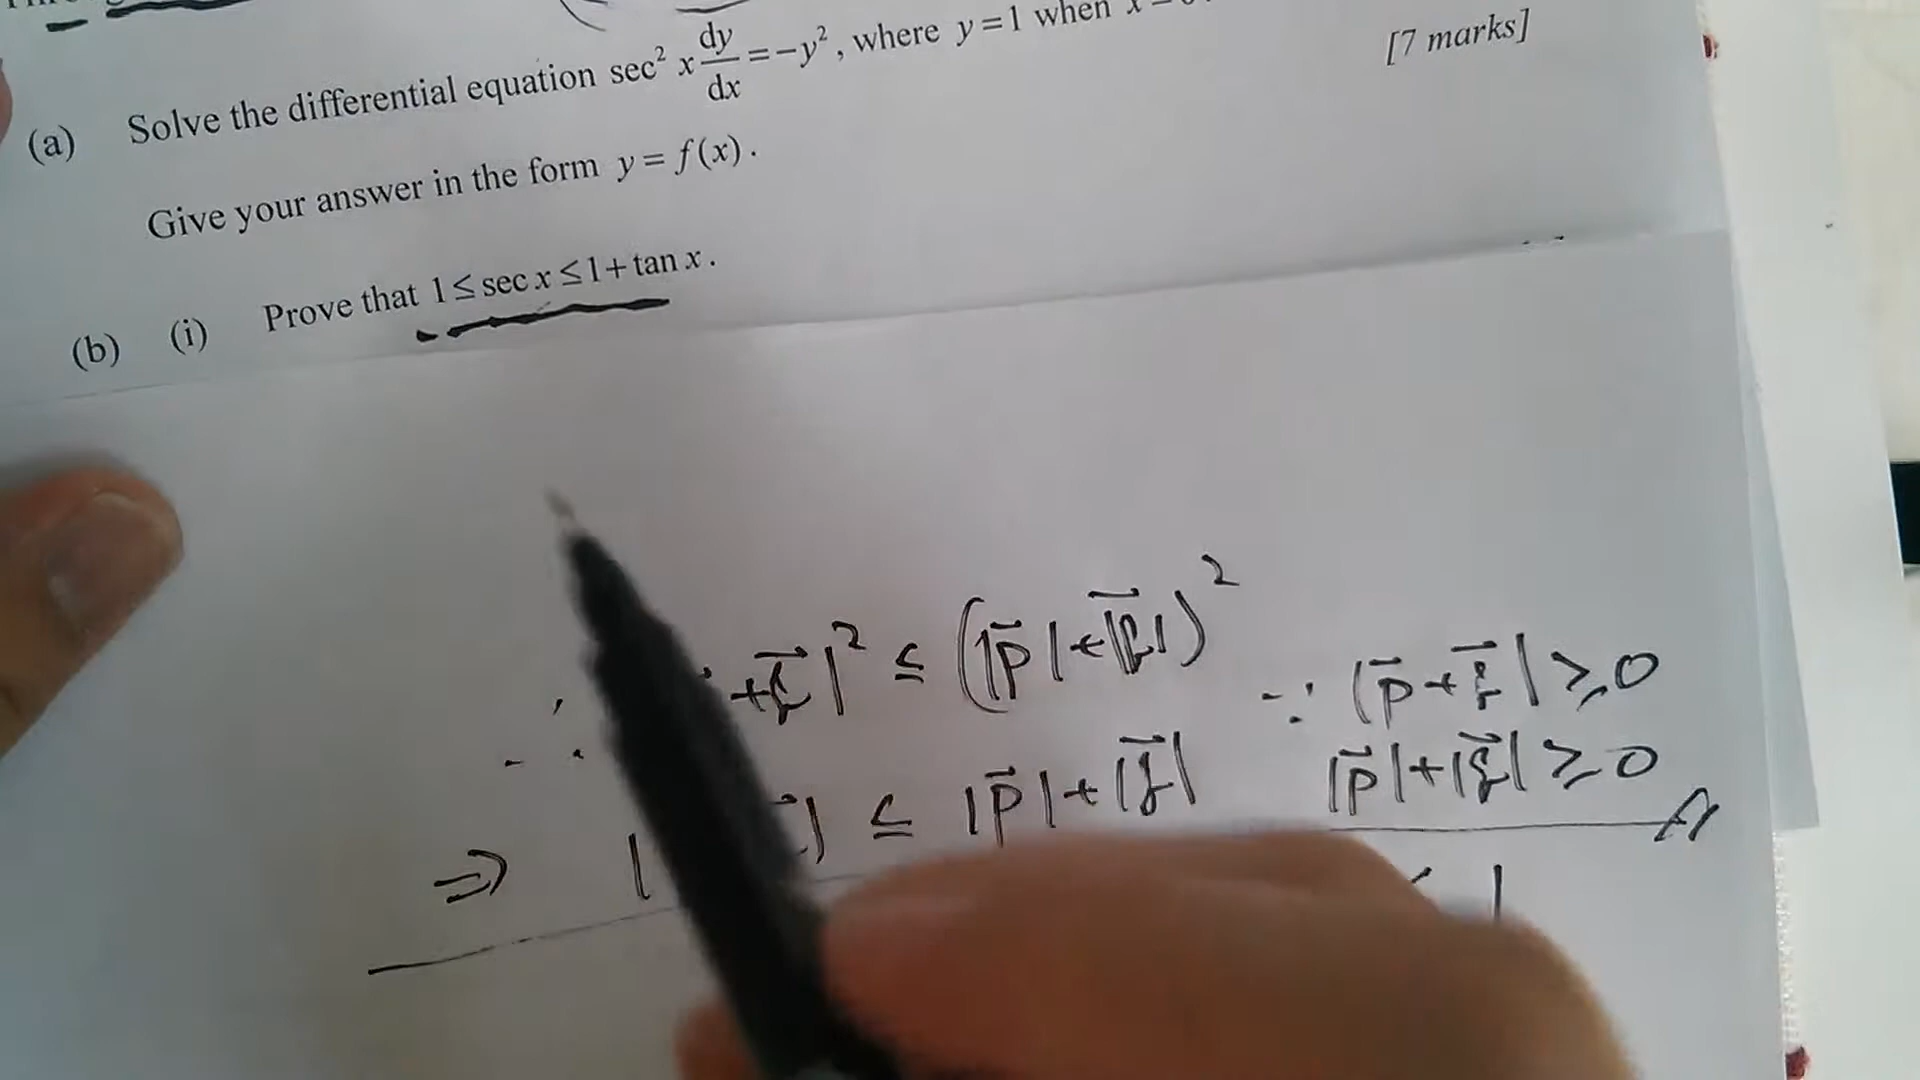 (a) Solve the differential equation sec² x dy/dx = −y², where y = 1 when x
[7 marks]
Give your answer in the form y = f(x).
(b) (i) Prove that 1 ≤ sec x ≤ 1 + tan x.
+q⃗|² ≤ (|p⃗|+|q⃗|)²
∵ |p⃗+q⃗| ≥ 0
⇒ | | ≤ |p⃗|+|q⃗|
|p⃗|+|q⃗| ≥ 0